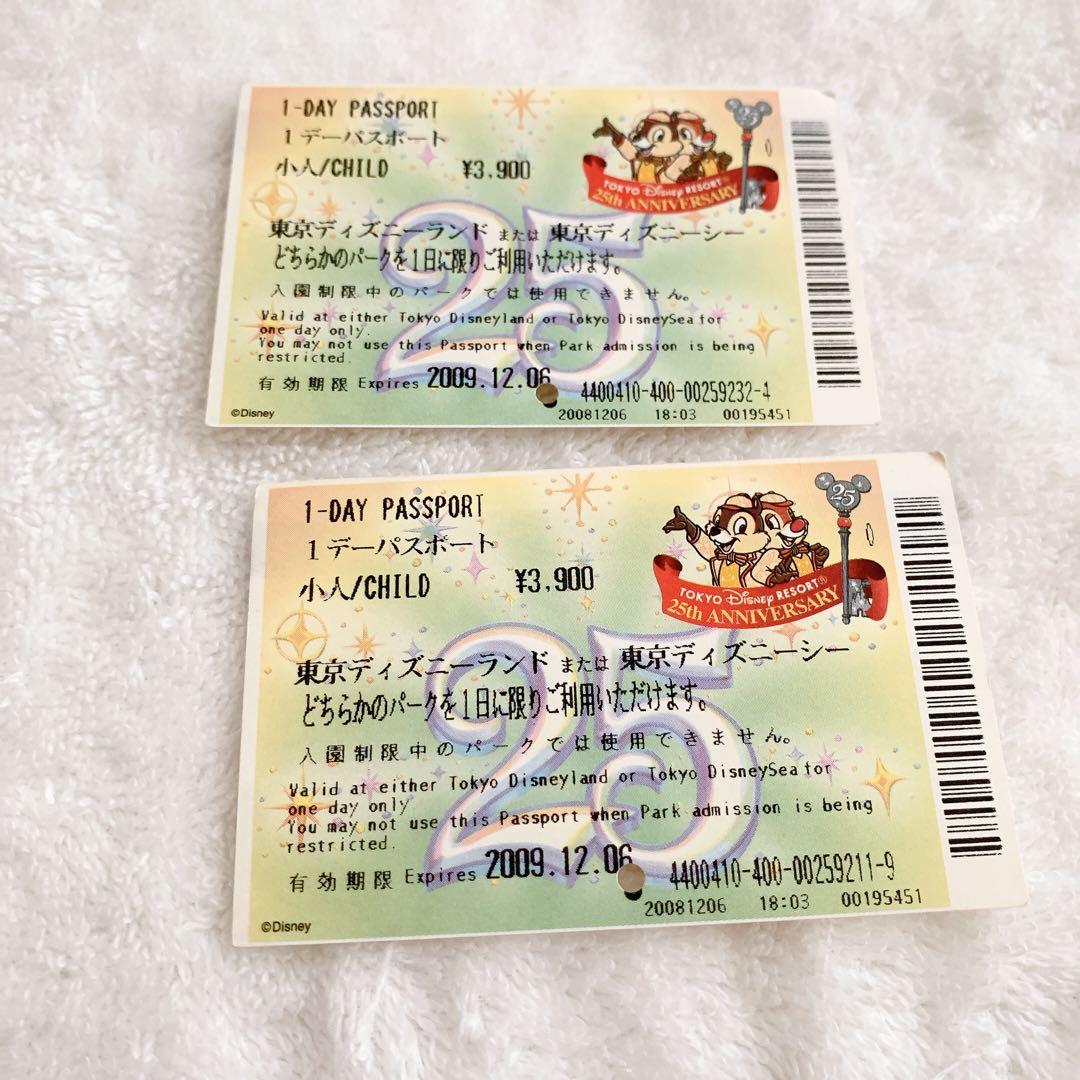 1-DAY PASSPORT
1デーパスポート
小人/CHILD ¥3,900
25
TOKYO Disney RESORT®
25th ANNIVERSARY
東京ディズニーランド または 東京ディズニーシー
どちらかのパークを1日に限りご利用いただけます。
入園制限中のパークでは使用できません。
Valid at either Tokyo Disneyland or Tokyo DisneySea for
one day only.
You may not use this Passport when Park admission is being
restricted.
25
有効期限 Expires 2009.12.06
4400410-400-00259232-4
©Disney
20081206 18:03 00195451
1-DAY PASSPORT
1デーパスポート
小人/CHILD ¥3,900
25
TOKYO Disney RESORT®
25th ANNIVERSARY
東京ディズニーランド または 東京ディズニーシー
どちらかのパークを1日に限りご利用いただけます。
入園制限中のパークでは使用できません。
Valid at either Tokyo Disneyland or Tokyo DisneySea for
one day only
You may not use this Passport when Park admission is being
restricted.
25
有効期限 Expires 2009.12.06
4400410-400-00259211-9
20081206 18:03 00195451
©Disney